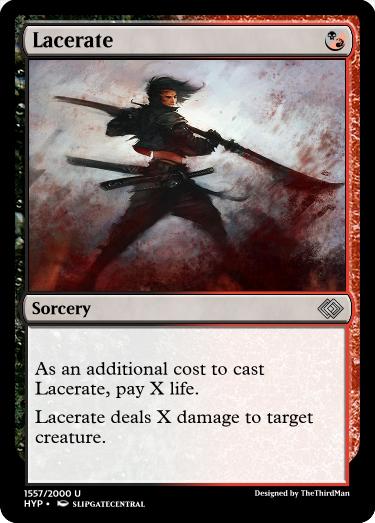 Lacerate
Sorcery
As an additional cost to cast
Lacerate, pay X life.
Lacerate deals X damage to target
creature.
1557/2000 U
Designed by TheThirdMan
HYP • SLIPGATECENTRAL